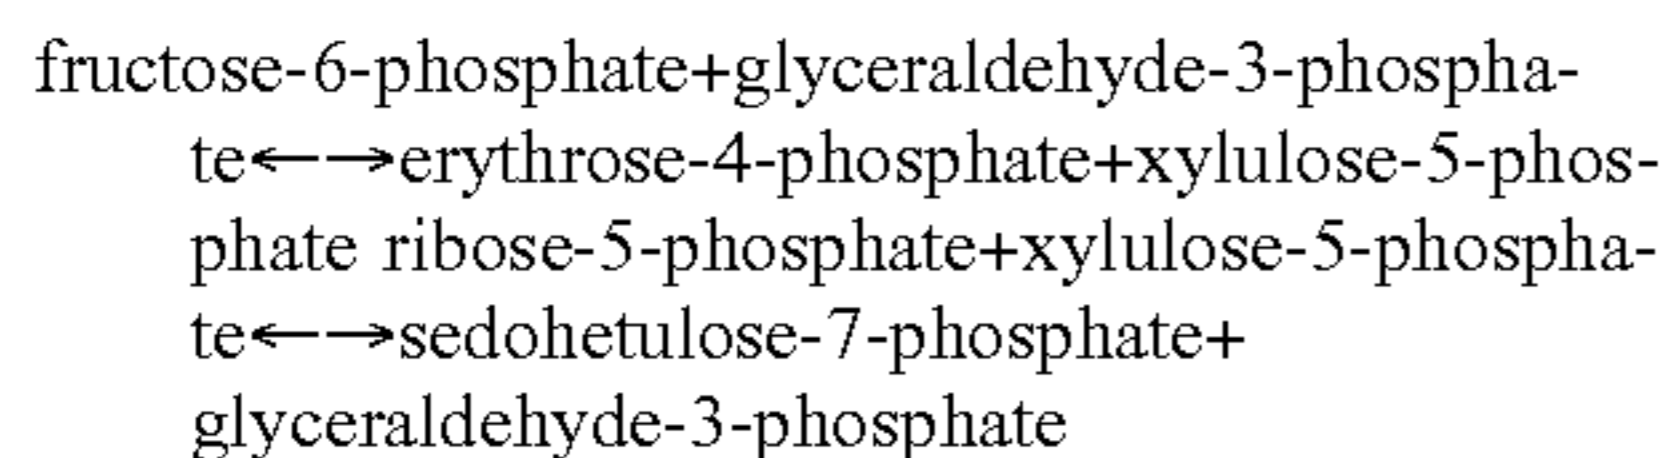 fructose-6-phosphate+glyceraldehyde-3-phospha-
te←→erythrose-4-phosphate+xylulose-5-phos-
phate ribose-5-phosphate+xylulose-5-phospha-
te←→sedohetulose-7-phosphate+
glyceraldehyde-3-phosphate